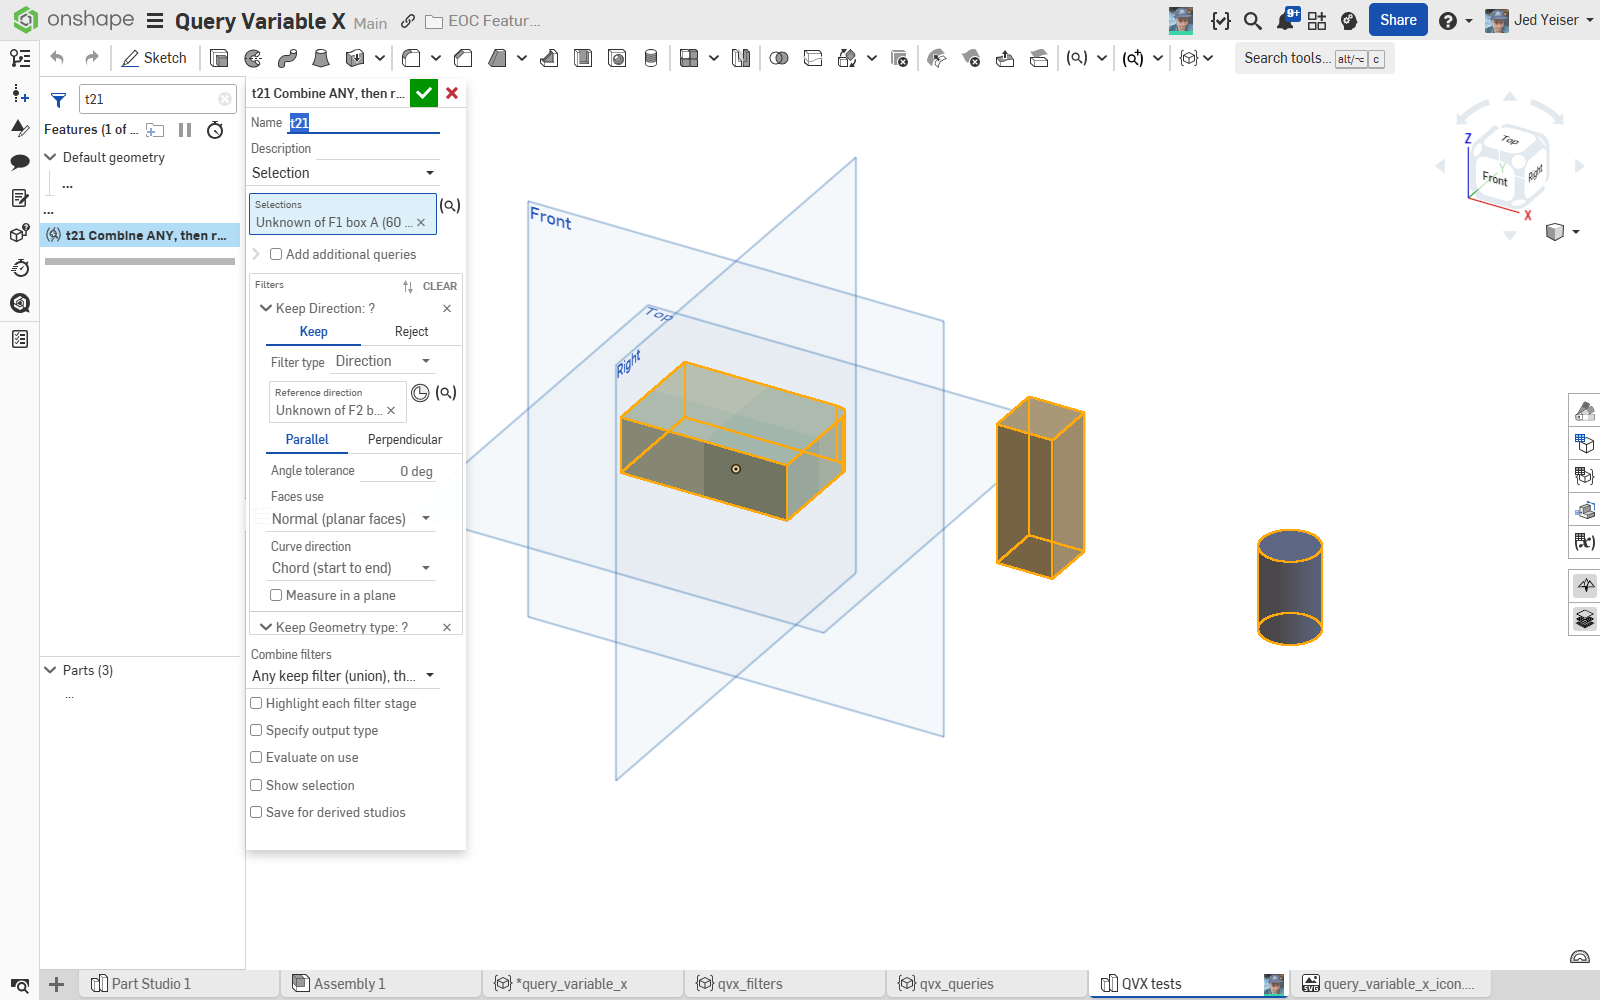 onshape
Query Variable X
Main
EOC Featur...
9+
Share
Jed Yeiser
Sketch
Search tools...
alt/⌥
c
t21
Features (1 of ...
Default geometry
...
...
t21 Combine ANY, then r...
Parts (3)
...
t21 Combine ANY, then r...
Name
t21
Description
Selection
Selections
Unknown of F1 box A (60 ...
Add additional queries
Filters
CLEAR
Keep Direction: ?
Keep
Reject
Filter type
Direction
Reference direction
Unknown of F2 b...
Parallel
Perpendicular
Angle tolerance
0 deg
Faces use
Normal (planar faces)
Curve direction
Chord (start to end)
Measure in a plane
Keep Geometry type: ?
Combine filters
Any keep filter (union), th...
Highlight each filter stage
Specify output type
Evaluate on use
Show selection
Save for derived studios
Front
Top
Right
Z
Top
Y
Front
Right
X
Part Studio 1
Assembly 1
*query_variable_x
qvx_filters
qvx_queries
QVX tests
SVG
query_variable_x_icon....